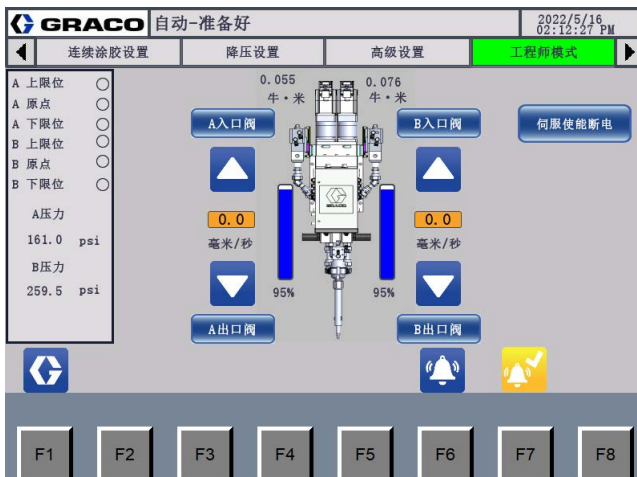 GRACO 自动-准备好 2022/5/16
02:12:27 PM
连续涂胶设置 降压设置 高级设置 工程师模式
A 上限位
A 原点
A 下限位
B 上限位
B 原点
B 下限位
A压力
161.0 psi
B压力
259.5 psi
0.055
牛·米
0.076
牛·米
A入口阀 B入口阀 伺服使能断电
0.0 0.0
毫米/秒 毫米/秒
95% 95%
A出口阀 B出口阀
F1 F2 F3 F4 F5 F6 F7 F8